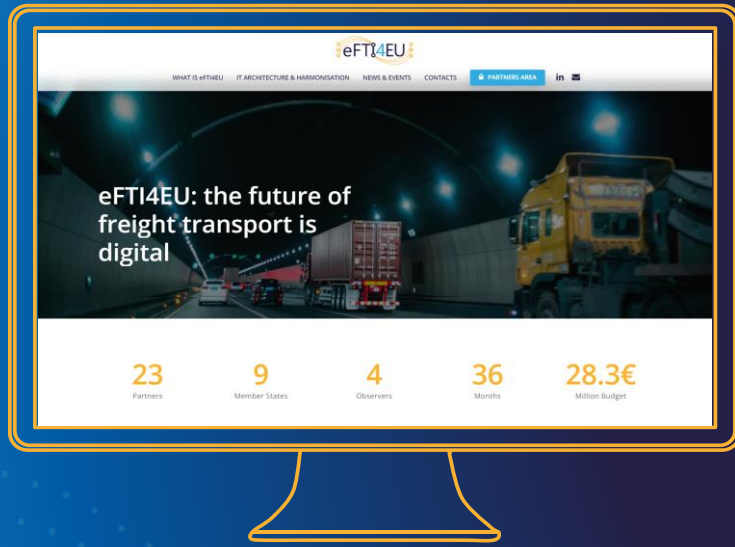 eFTI4EU
WHAT IS eFTI4EU IT ARCHITECTURE & HARMONISATION NEWS & EVENTS CONTACTS PARTNERS AREA in
eFTI4EU: the future of
freight transport is
digital
23 9 4 36 28.3€
Partners Member States Observers Months Million Budget